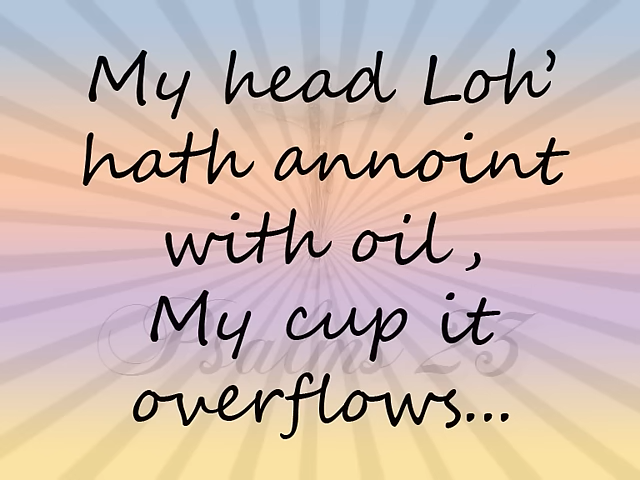 My head Loh'
hath annoint
with oil,
My cup it
Psalms 23
overflows...